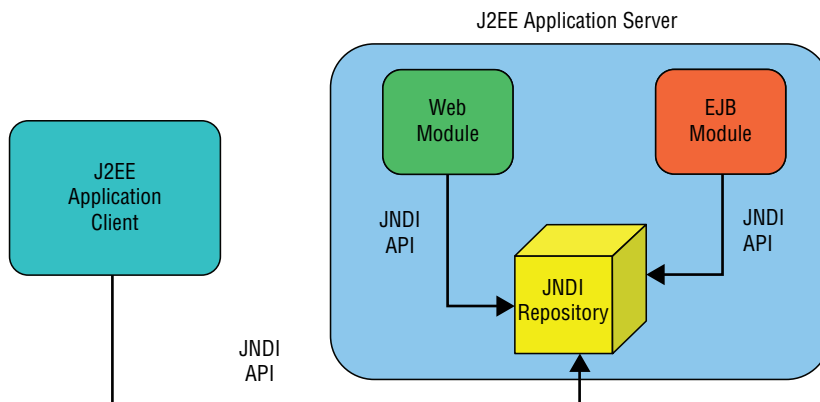 J2EE Application Server
Web
Module
EJB
Module
J2EE
Application
Client
JNDI
API
JNDI
API
JNDI
Repository
JNDI
API